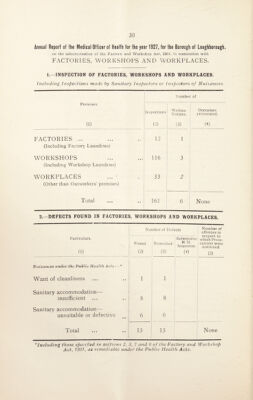 30
Annual Report of the Medical Officer of Health for the year 1927, for the Borough of Loughborough,
on the administration of the Factory and Workshop Act, 1901, in connection with
FACTORIES, WORKSHOPS AND WORKPLACES.
1.—INSPECTION OF FACTORIES, WORKSHOPS AND WORKPLACES.
Including Inspections made by Sanitary Inspectors or Inspectors of Nuisances.
Number of
Premises
Inspections
Written Notices.
Occupiers prosecuted.
(1) (2) (3) (4)
FACTORIES ... ... .. 12 1
(Including Factory Laundries)
WORKSHOPS ... .. 116 3
(Including Workshop Laundries)
WORKPLACES ... .. 33 2
(Other than Outworkers' premises)
Total ... .. 161 6 None
2.—DEFECTS FOUND IN FACTORIES, WORKSHOPS AND WORKPLACES.
Number of Defects
Number of offences in respect to which Prosecutions were instituted
Particulars.
Found
Remedied
Referred to H.M. Inspector
(1) (2) (3) (4) (5)
Nuisances under the Public Health Acts:—*
Want of cleanliness ... .. 1 1
Sanitary accommodation—
insufficient ... .. 8 8
Sanitary accommodation—
unsuitable or defective .. 6 6
Total ... .. 15 15 None
*Including those specified in sections 2, 3, 7 and 8 of the Factory and Workshop
Act, 1901, as remediable under the Public Health Acts.